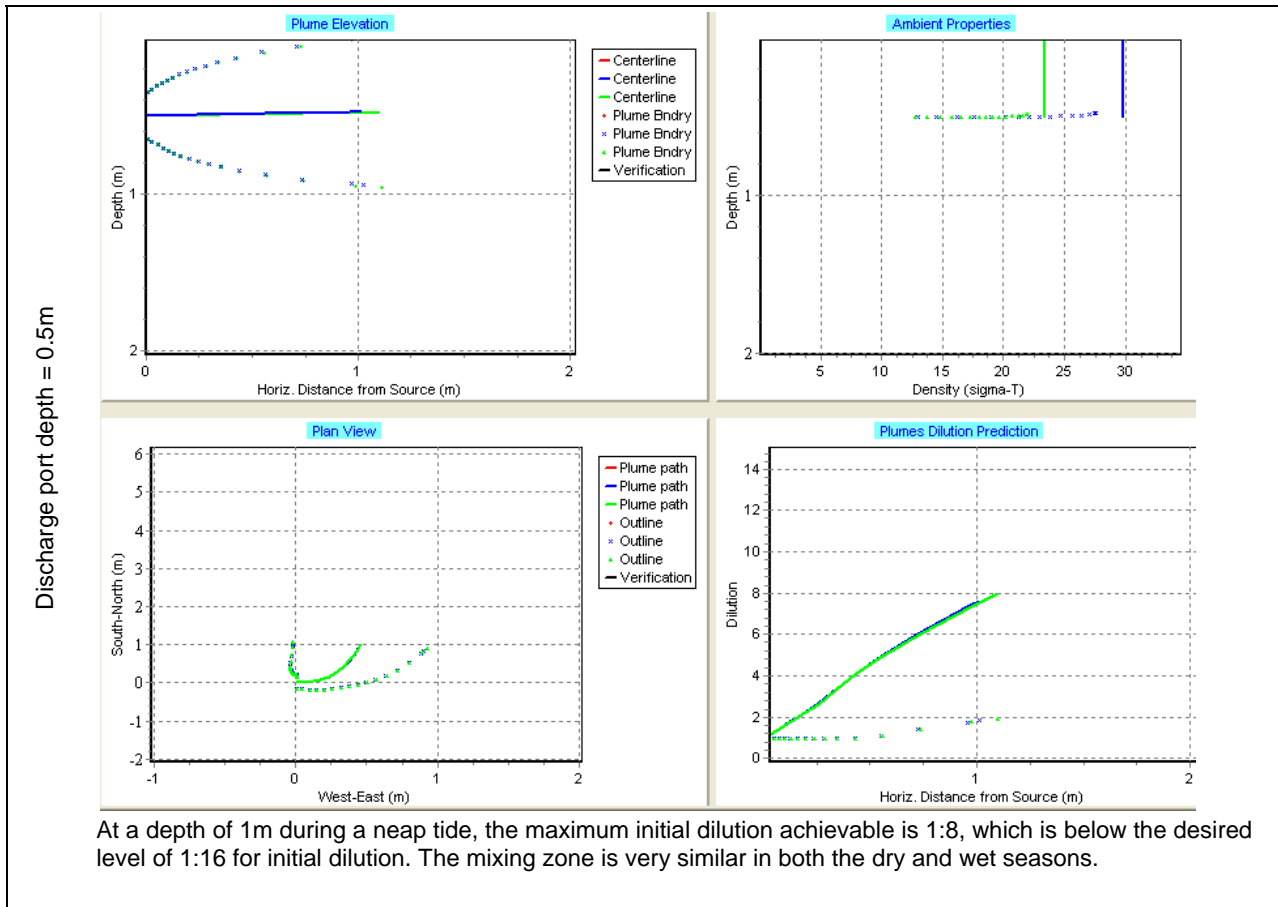 Discharge port depth = 0.5m
Plume Elevation
Depth (m)
1
2
0
1
2
Horiz. Distance from Source (m)
Centerline
Centerline
Centerline
Plume Bndry
Plume Bndry
Plume Bndry
Verification
Ambient Properties
Depth (m)
1
2
5
10
15
20
25
30
Density (sigma-T)
Plan View
South-North (m)
6
5
4
3
2
1
0
-1
-2
-1
0
1
2
West-East (m)
Plume path
Plume path
Plume path
Outline
Outline
Outline
Verification
Plumes Dilution Prediction
Dilution
14
12
10
8
6
4
2
0
1
2
Horiz. Distance from Source (m)
At a depth of 1m during a neap tide, the maximum initial dilution achievable is 1:8, which is below the desired
level of 1:16 for initial dilution. The mixing zone is very similar in both the dry and wet seasons.